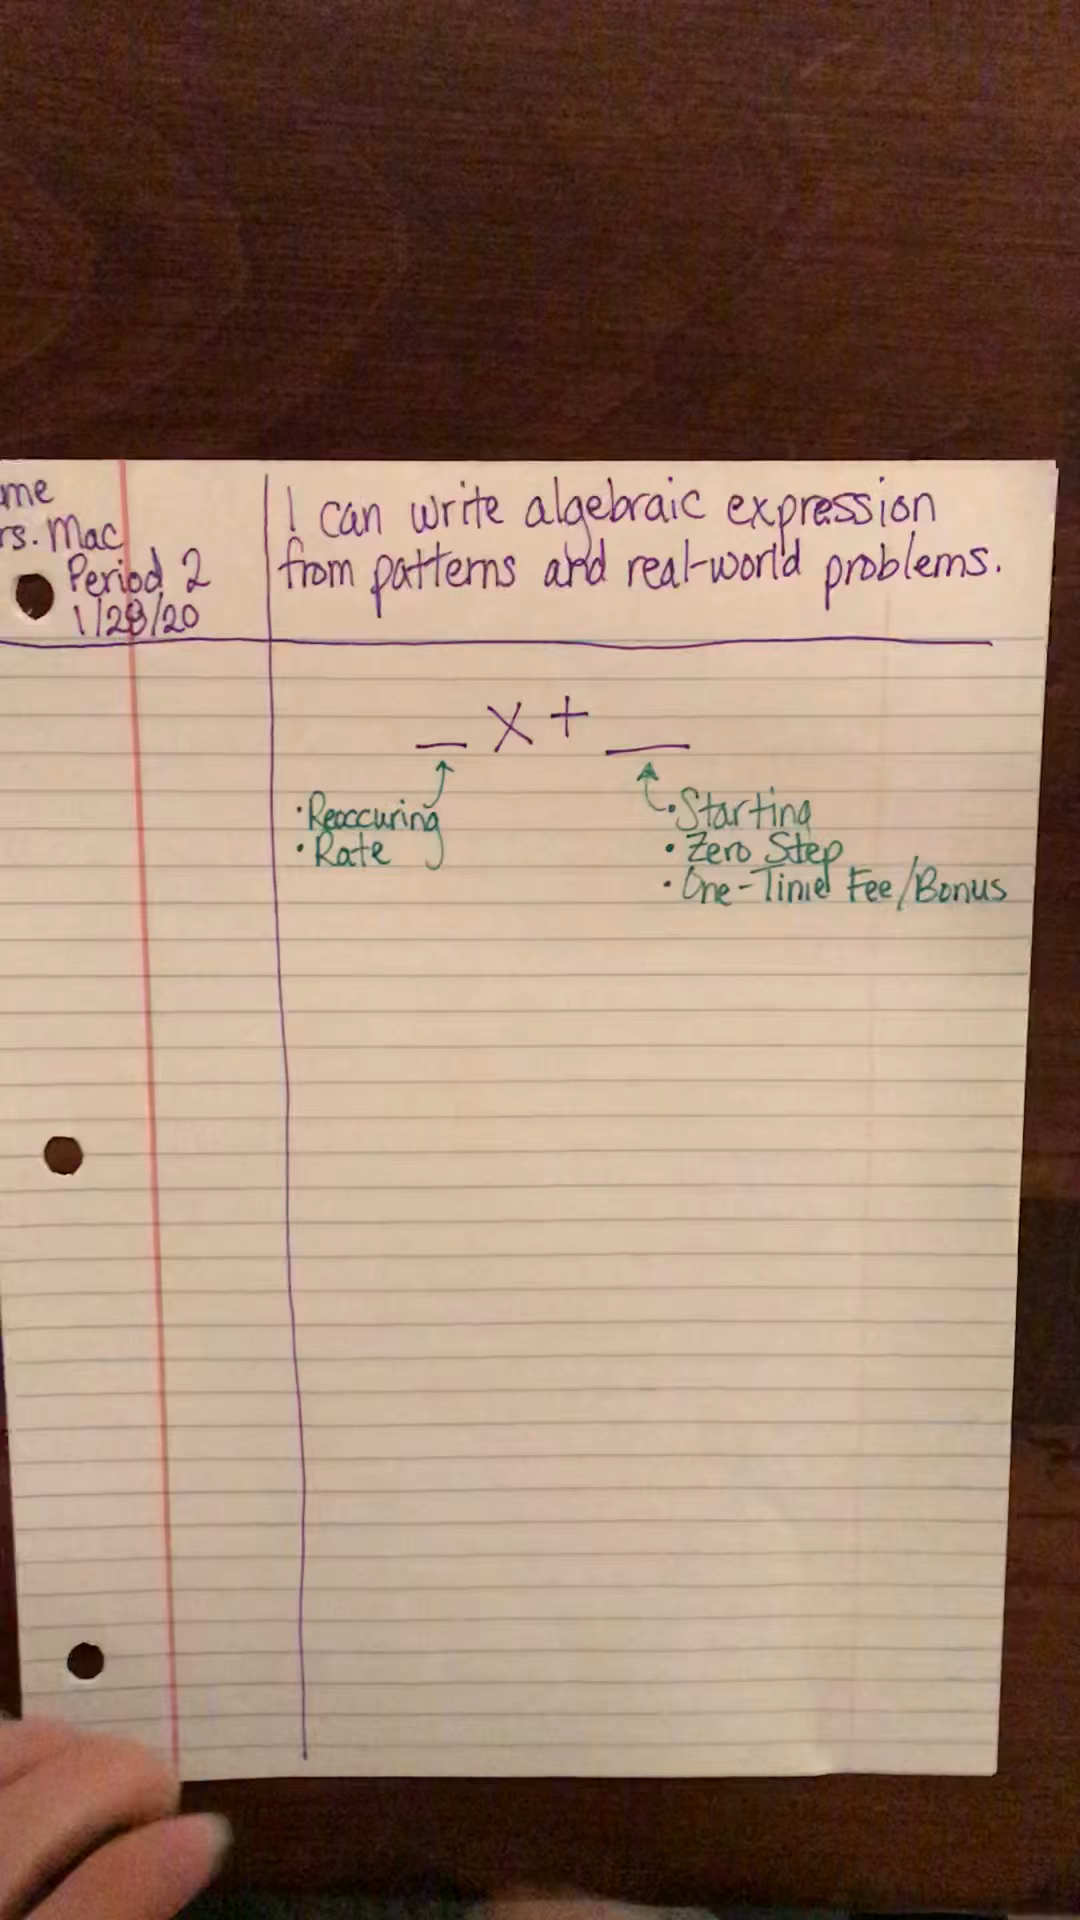 me
rs. Mac
Period 2
1/28/20
I can write algebraic expression
from patterns and real-world problems.
_ x + _
• Reoccuring
• Rate
• Starting
• Zero Step
• One-Time Fee/Bonus